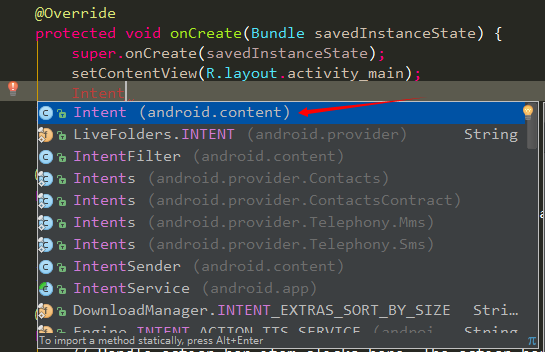 @Override
protected void onCreate(Bundle savedInstanceState) {
super.onCreate(savedInstanceState);
setContentView(R.layout.activity_main);
Intent
Intent (android.content)
LiveFolders.INTENT (android.provider) String
IntentFilter (android.content)
Intents (android.provider.Contacts)
Intents (android.provider.ContactsContract)
Intents (android.provider.Telephony.Mms)
Intents (android.provider.Telephony.Sms)
IntentSender (android.content)
IntentService (android.app)
DownloadManager.INTENT_EXTRAS_SORT_BY_SIZE Stri…
Engine.INTENT_ACTION_TTS_SERVICE (androi… String
To import a method statically, press Alt+Enter π